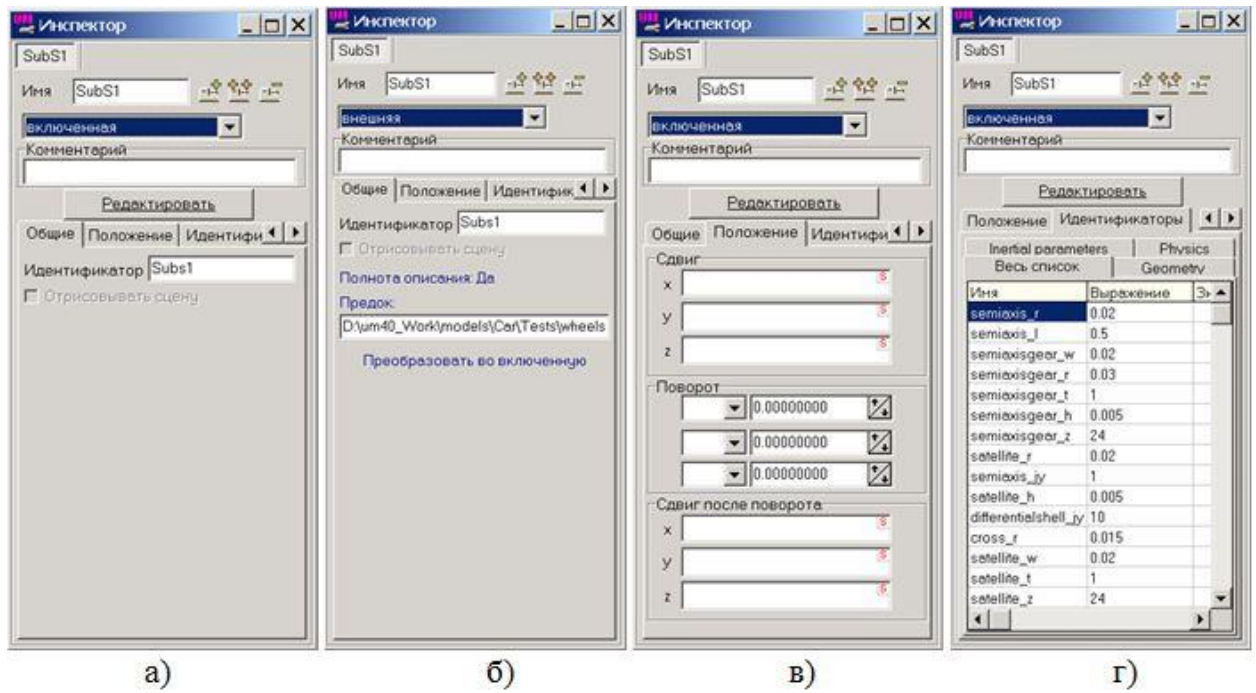 Инспектор
SubS1
Имя SubS1
включенная
Комментарий
Редактировать
Общие Положение Идентифи
Идентификатор Subs1
Отрисовывать сцену
а)
Инспектор
SubS1
Имя SubS1
внешняя
Комментарий
Общие Положение Идентифик
Идентификатор Subs1
Отрисовывать сцену
Полнота описания: Да
Предок:
D:\um40_Work\models\Car\Tests\wheels
Преобразовать во включенную
б)
Инспектор
SubS1
Имя SubS1
включенная
Комментарий
Редактировать
Общие Положение Идентифи
Сдвиг
x S
y S
z S
Поворот
0.00000000
0.00000000
0.00000000
Сдвиг после поворота
x S
y S
z S
в)
Инспектор
SubS1
Имя SubS1
включенная
Комментарий
Редактировать
Положение Идентификаторы
Inertial parameters Physics
Весь список Geometry
Имя Выражение Зн
semiaxis_r 0.02
semiaxis_l 0.5
semiaxisgear_w 0.02
semiaxisgear_r 0.03
semiaxisgear_t 1
semiaxisgear_h 0.005
semiaxisgear_z 24
satellite_r 0.02
semiaxis_jy 1
satellite_h 0.005
differentialshell_jy 10
cross_r 0.015
satellite_w 0.02
satellite_t 1
satellite_z 24
г)